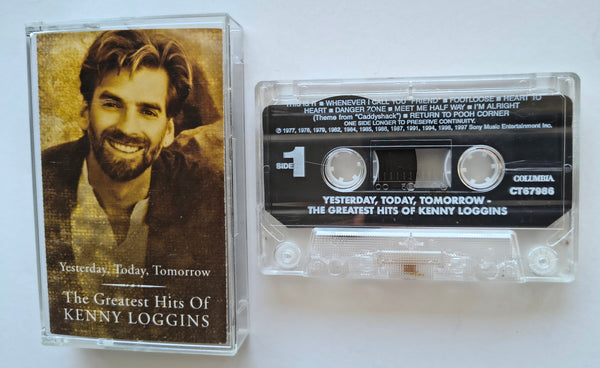 Yesterday, Today, Tomorrow
The Greatest Hits Of
KENNY LOGGINS
THIS IS IT ■ WHENEVER I CALL YOU "FRIEND" ■ FOOTLOOSE ■ HEART TO
HEART ■ DANGER ZONE ■ MEET ME HALF WAY ■ I'M ALRIGHT
(Theme from "Caddyshack") ■ RETURN TO POOH CORNER
ONE SIDE LONGER TO PRESERVE CONTINUITY.
℗ 1977, 1978, 1979, 1982, 1984, 1985, 1986, 1987, 1991, 1994, 1996, 1997 Sony Music Entertainment Inc.
SIDE 1
COLUMBIA
CT67986
YESTERDAY, TODAY, TOMORROW -
THE GREATEST HITS OF KENNY LOGGINS